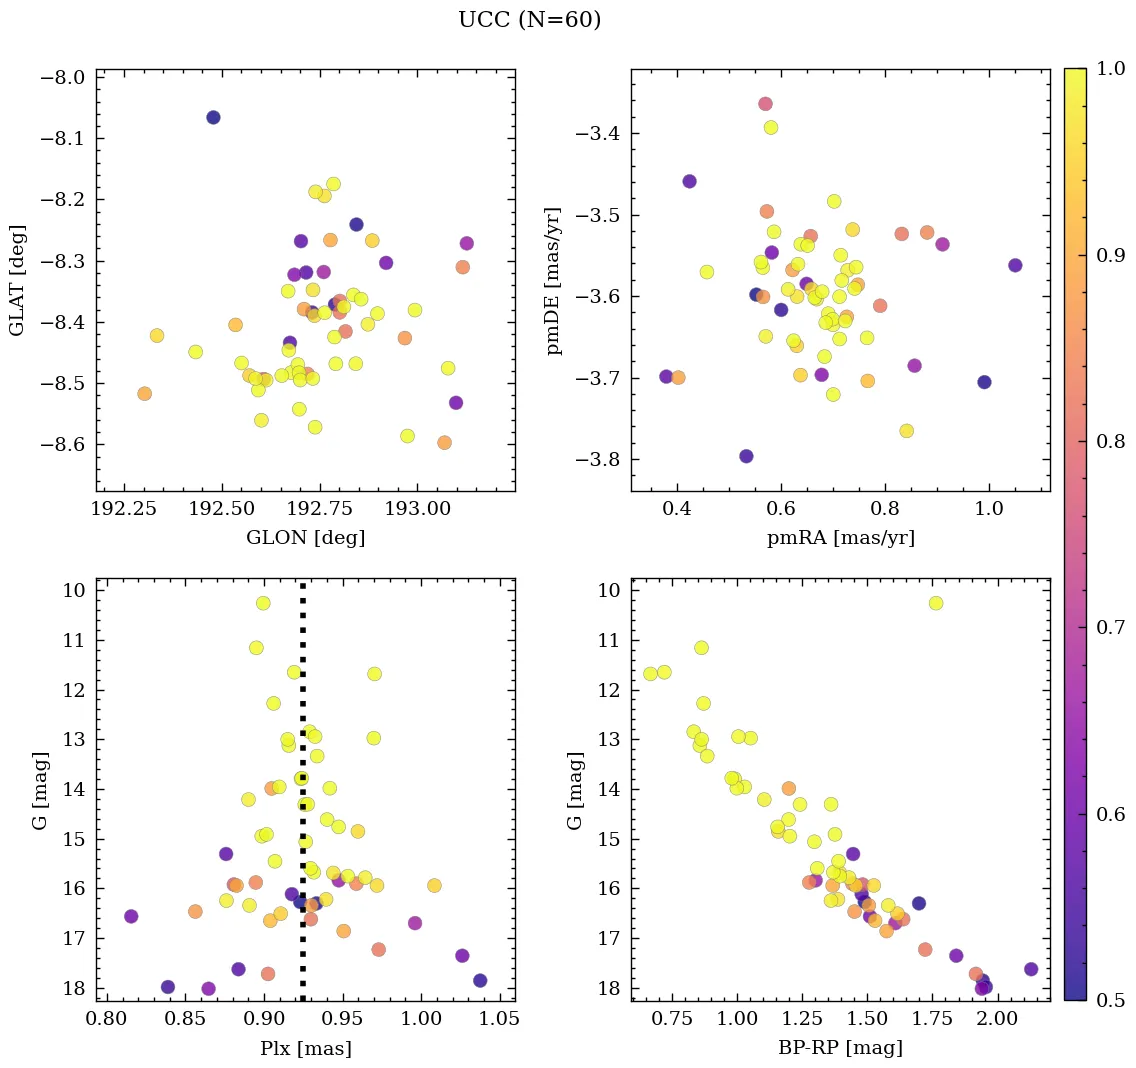 UCC (N=60)
−8.0
−8.1
−8.2
−8.3
−8.4
−8.5
−8.6
GLAT [deg]
192.25 192.50 192.75 193.00
GLON [deg]
−3.4
−3.5
−3.6
−3.7
−3.8
pmDE [mas/yr]
0.4 0.6 0.8 1.0
pmRA [mas/yr]
10
11
12
13
14
15
16
17
18
G [mag]
0.80 0.85 0.90 0.95 1.00 1.05
Plx [mas]
10
11
12
13
14
15
16
17
18
G [mag]
0.75 1.00 1.25 1.50 1.75 2.00
BP-RP [mag]
1.0
0.9
0.8
0.7
0.6
0.5